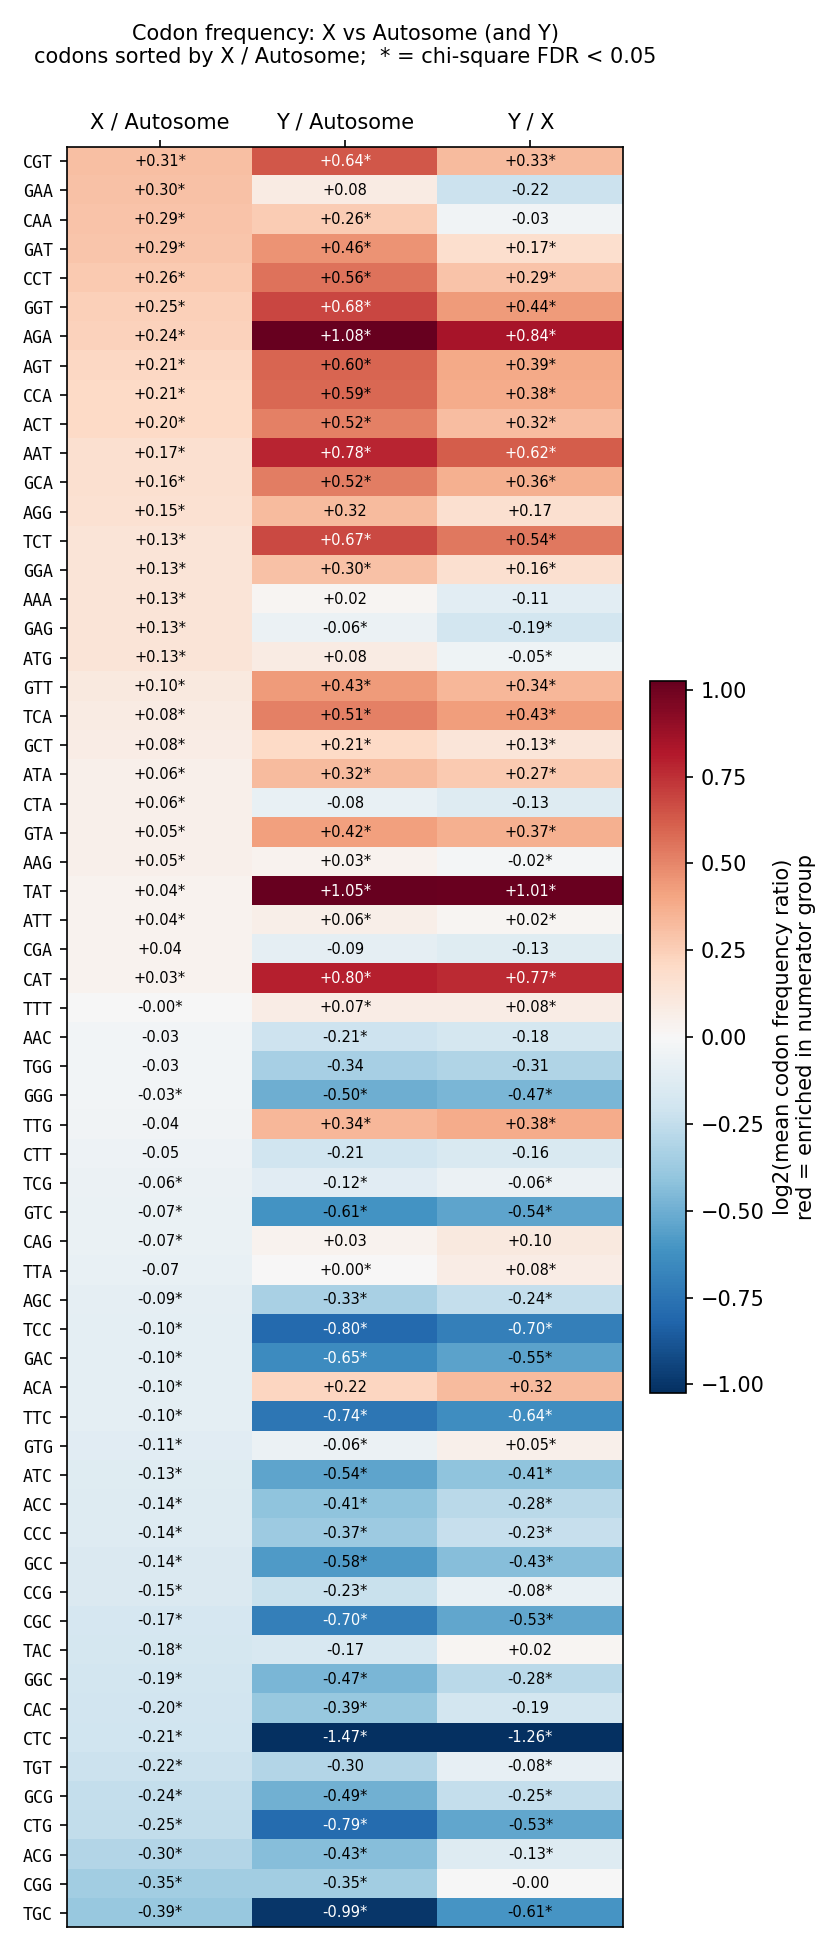 Codon frequency: X vs Autosome (and Y)
codons sorted by X / Autosome;  * = chi-square FDR < 0.05
X / Autosome Y / Autosome Y / X
CGT +0.31* +0.64* +0.33*
GAA +0.30* +0.08 -0.22
CAA +0.29* +0.26* -0.03
GAT +0.29* +0.46* +0.17*
CCT +0.26* +0.56* +0.29*
GGT +0.25* +0.68* +0.44*
AGA +0.24* +1.08* +0.84*
AGT +0.21* +0.60* +0.39*
CCA +0.21* +0.59* +0.38*
ACT +0.20* +0.52* +0.32*
AAT +0.17* +0.78* +0.62*
GCA +0.16* +0.52* +0.36*
AGG +0.15* +0.32 +0.17
TCT +0.13* +0.67* +0.54*
GGA +0.13* +0.30* +0.16*
AAA +0.13* +0.02 -0.11
GAG +0.13* -0.06* -0.19*
ATG +0.13* +0.08 -0.05*
GTT +0.10* +0.43* +0.34*
TCA +0.08* +0.51* +0.43*
GCT +0.08* +0.21* +0.13*
ATA +0.06* +0.32* +0.27*
CTA +0.06* -0.08 -0.13
GTA +0.05* +0.42* +0.37*
AAG +0.05* +0.03* -0.02*
TAT +0.04* +1.05* +1.01*
ATT +0.04* +0.06* +0.02*
CGA +0.04 -0.09 -0.13
CAT +0.03* +0.80* +0.77*
TTT -0.00* +0.07* +0.08*
AAC -0.03 -0.21* -0.18
TGG -0.03 -0.34 -0.31
GGG -0.03* -0.50* -0.47*
TTG -0.04 +0.34* +0.38*
CTT -0.05 -0.21 -0.16
TCG -0.06* -0.12* -0.06*
GTC -0.07* -0.61* -0.54*
CAG -0.07* +0.03 +0.10
TTA -0.07 +0.00* +0.08*
AGC -0.09* -0.33* -0.24*
TCC -0.10* -0.80* -0.70*
GAC -0.10* -0.65* -0.55*
ACA -0.10* +0.22 +0.32
TTC -0.10* -0.74* -0.64*
GTG -0.11* -0.06* +0.05*
ATC -0.13* -0.54* -0.41*
ACC -0.14* -0.41* -0.28*
CCC -0.14* -0.37* -0.23*
GCC -0.14* -0.58* -0.43*
CCG -0.15* -0.23* -0.08*
CGC -0.17* -0.70* -0.53*
TAC -0.18* -0.17 +0.02
GGC -0.19* -0.47* -0.28*
CAC -0.20* -0.39* -0.19
CTC -0.21* -1.47* -1.26*
TGT -0.22* -0.30 -0.08*
GCG -0.24* -0.49* -0.25*
CTG -0.25* -0.79* -0.53*
ACG -0.30* -0.43* -0.13*
CGG -0.35* -0.35* -0.00
TGC -0.39* -0.99* -0.61*
1.00
0.75
0.50
0.25
0.00
−0.25
−0.50
−0.75
−1.00
log2(mean codon frequency ratio)
red = enriched in numerator group